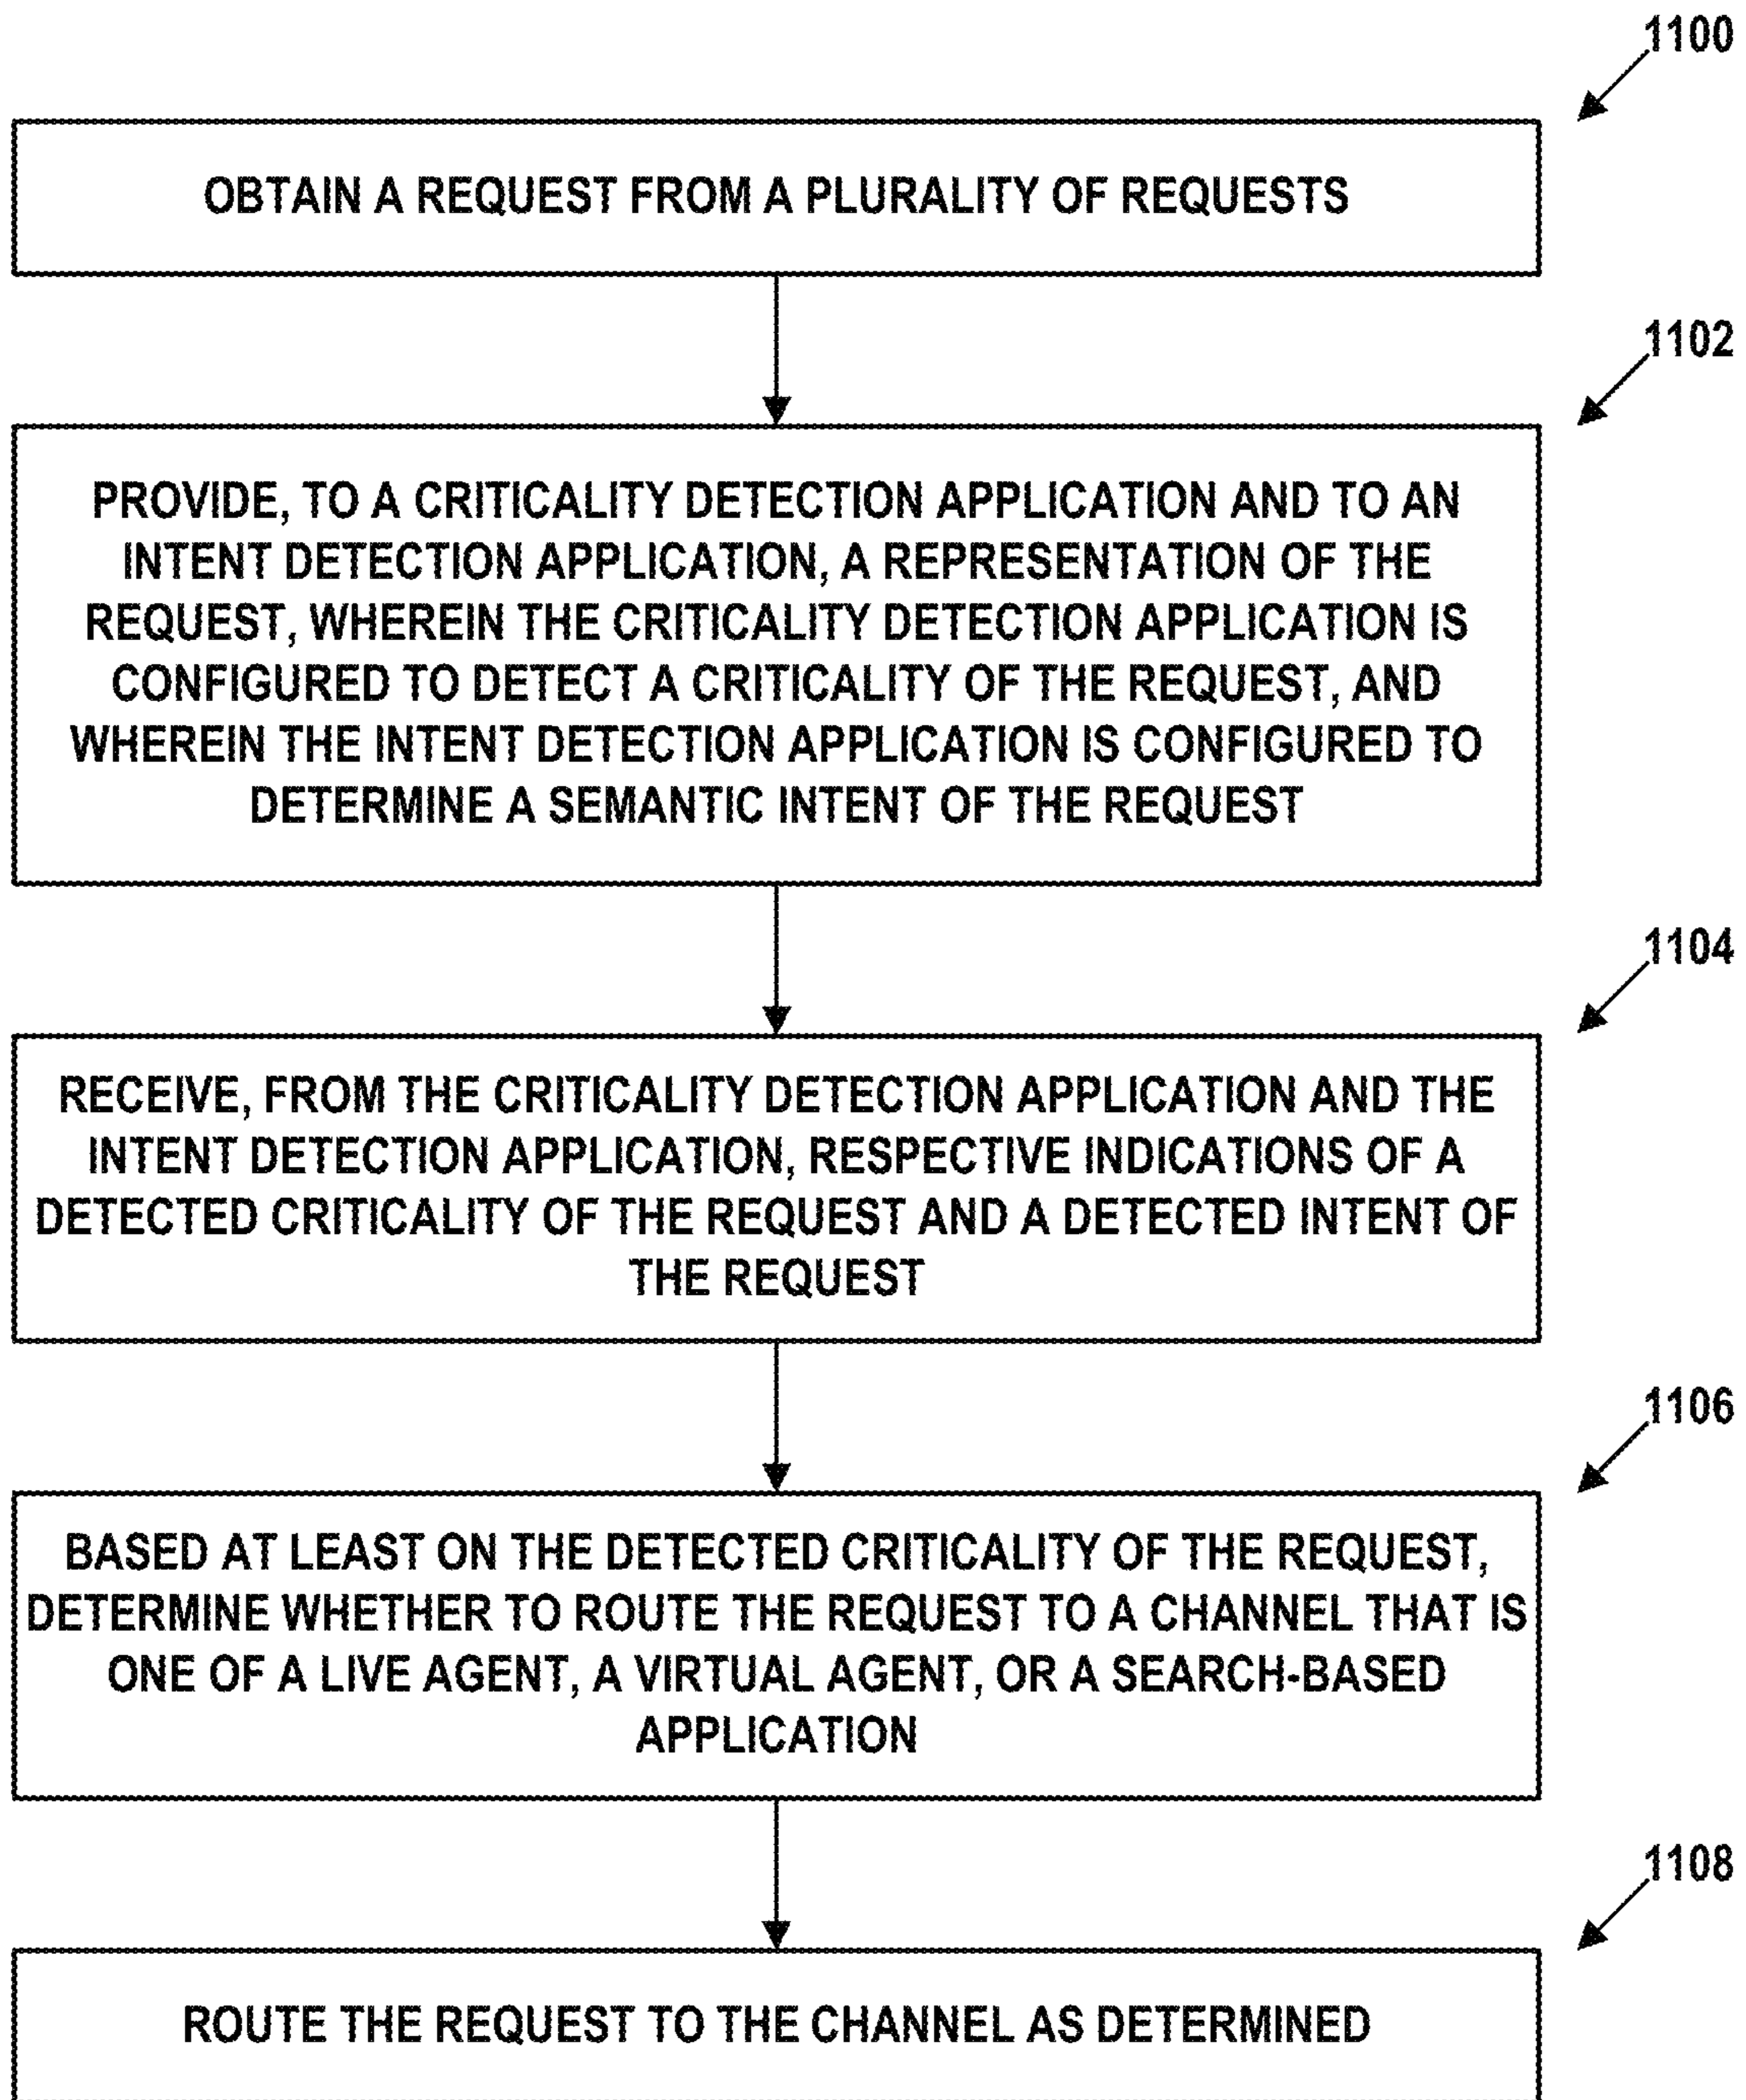 1100
OBTAIN A REQUEST FROM A PLURALITY OF REQUESTS
1102
PROVIDE, TO A CRITICALITY DETECTION APPLICATION AND TO AN
INTENT DETECTION APPLICATION, A REPRESENTATION OF THE
REQUEST, WHEREIN THE CRITICALITY DETECTION APPLICATION IS
CONFIGURED TO DETECT A CRITICALITY OF THE REQUEST, AND
WHEREIN THE INTENT DETECTION APPLICATION IS CONFIGURED TO
DETERMINE A SEMANTIC INTENT OF THE REQUEST
1104
RECEIVE, FROM THE CRITICALITY DETECTION APPLICATION AND THE
INTENT DETECTION APPLICATION, RESPECTIVE INDICATIONS OF A
DETECTED CRITICALITY OF THE REQUEST AND A DETECTED INTENT OF
THE REQUEST
1106
BASED AT LEAST ON THE DETECTED CRITICALITY OF THE REQUEST,
DETERMINE WHETHER TO ROUTE THE REQUEST TO A CHANNEL THAT IS
ONE OF A LIVE AGENT, A VIRTUAL AGENT, OR A SEARCH-BASED
APPLICATION
1108
ROUTE THE REQUEST TO THE CHANNEL AS DETERMINED